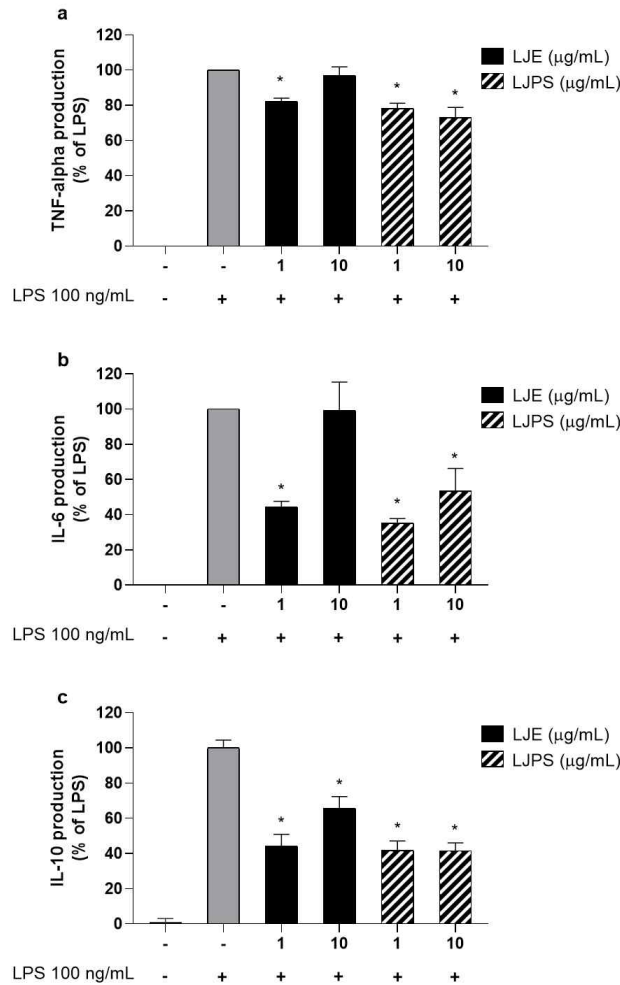 a
TNF-alpha production
(% of LPS)
120
100
80
60
40
20
0
* * *
LJE (μg/mL)
LJPS (μg/mL)
- - 1 10 1 10
LPS 100 ng/mL - + + + + +
b
IL-6 production
(% of LPS)
120
100
80
60
40
20
0
* * *
LJE (μg/mL)
LJPS (μg/mL)
- - 1 10 1 10
LPS 100 ng/mL - + + + + +
c
IL-10 production
(% of LPS)
120
100
80
60
40
20
0
* * * *
LJE (μg/mL)
LJPS (μg/mL)
- - 1 10 1 10
LPS 100 ng/mL - + + + + +